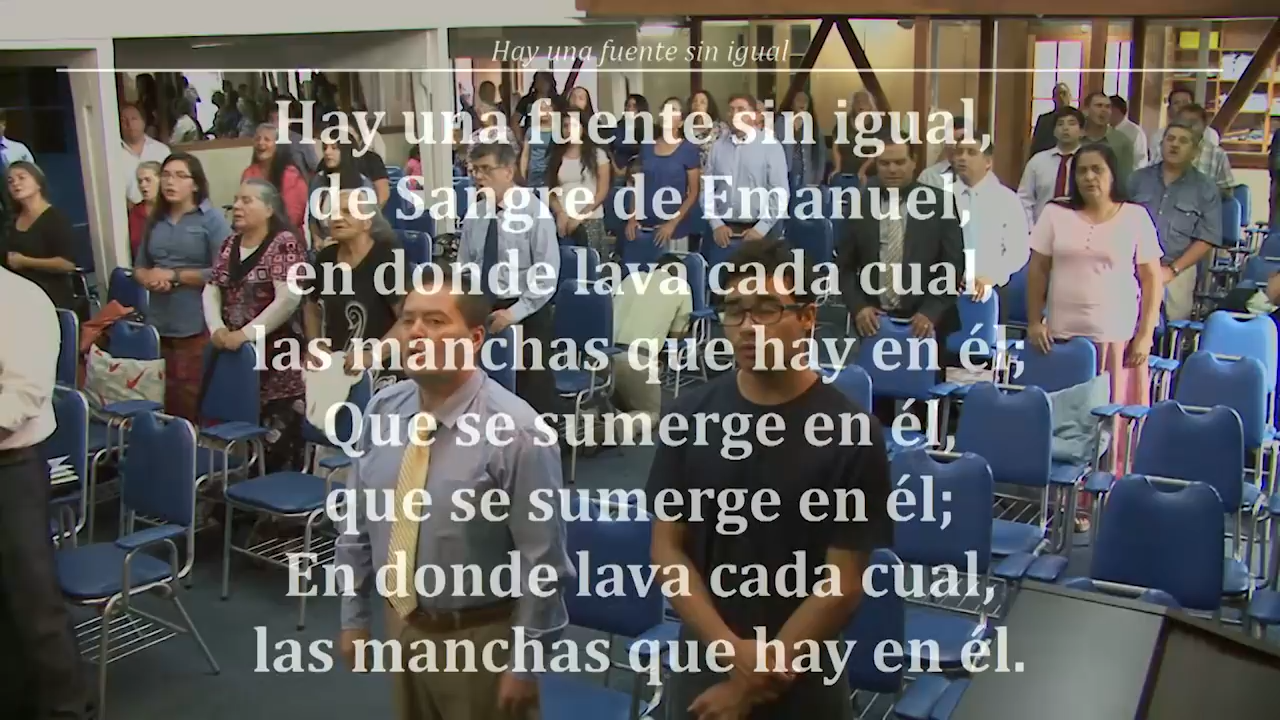 Hay una fuente sin igual
Hay una fuente sin igual,
de Sangre de Emanuel,
en donde lava cada cual,
las manchas que hay en él;
Que se sumerge en él,
que se sumerge en él;
En donde lava cada cual,
las manchas que hay en él.